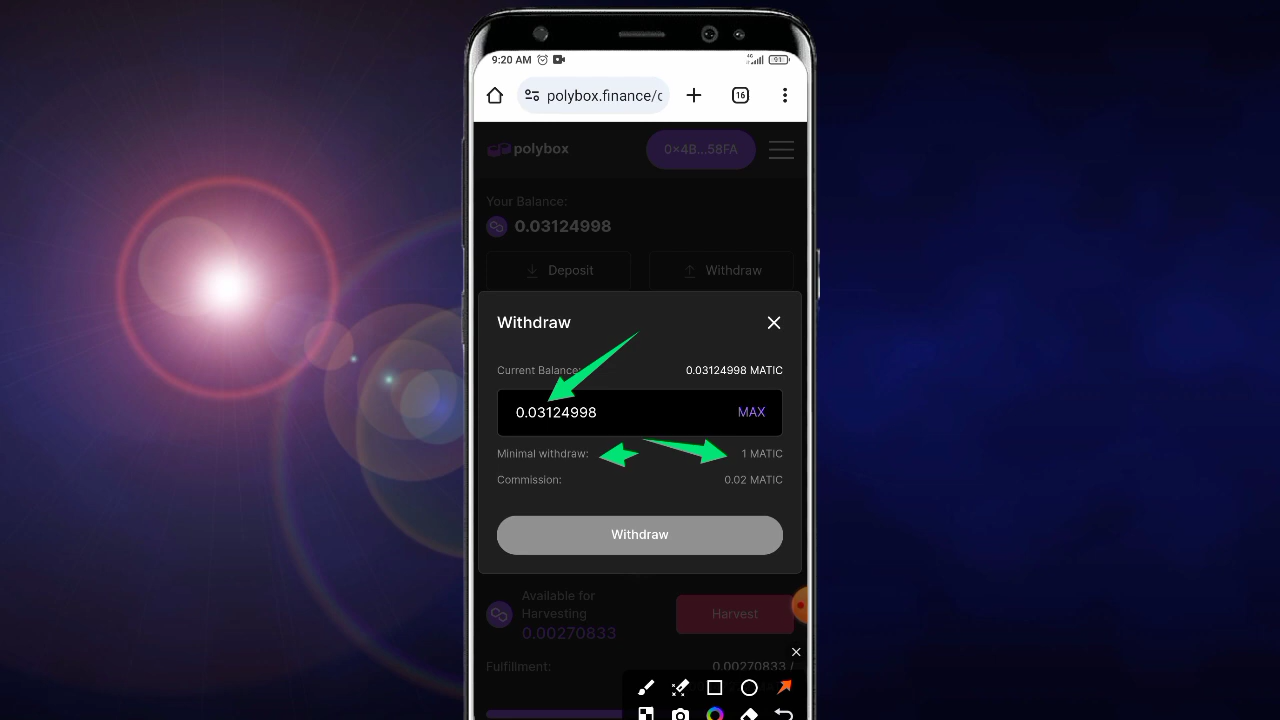 9:20 AM
4G
91
polybox.finance/c
16
polybox
0×4B...58FA
Your Balance:
0.03124998
Deposit
Withdraw
Withdraw
Current Balance:
0.03124998 MATIC
0.03124998
MAX
Minimal withdraw:
1 MATIC
Commission:
0.02 MATIC
Withdraw
Available for
Harvesting
0.00270833
Harvest
Fulfillment:
0.00270833 /